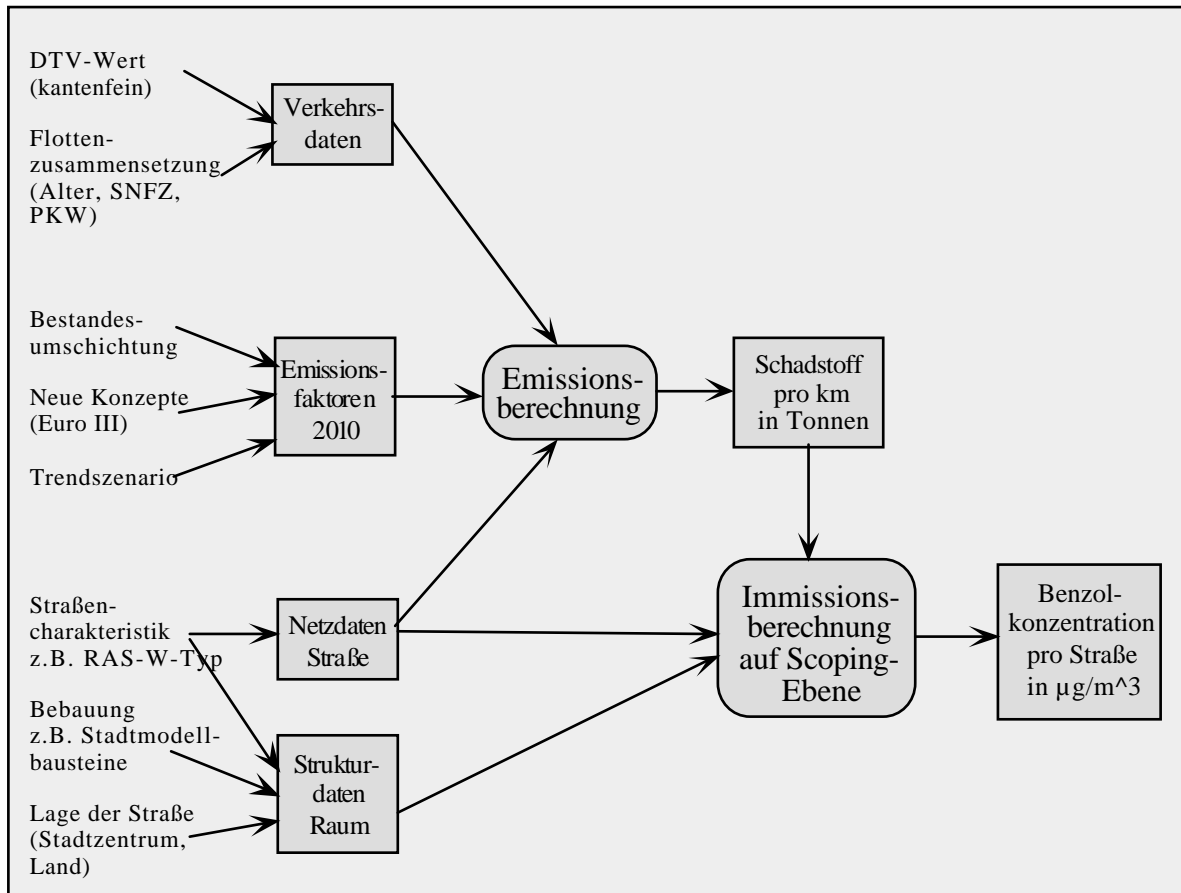 DTV-Wert
(kantenfein)
Flotten-
zusammensetzung
(Alter, SNFZ,
PKW)
Verkehrs-
daten
Bestandes-
umschichtung
Neue Konzepte
(Euro III)
Trendszenario
Emissions-
faktoren
2010
Emissions-
berechnung
Schadstoff
pro km
in Tonnen
Straßen-
charakteristik
z.B. RAS-W-Typ
Netzdaten
Straße
Bebauung
z.B. Stadtmodell-
bausteine
Lage der Straße
(Stadtzentrum,
Land)
Struktur-
daten
Raum
Immissions-
berechnung
auf Scoping-
Ebene
Benzol-
konzentration
pro Straße
in µg/m^3